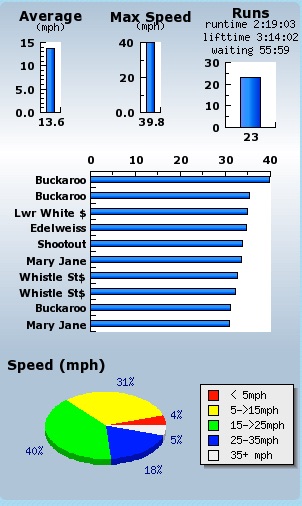 Average
(mph)
Max Speed
(mph)
Runs
runtime 2:19:03
lifttime 3:14:02
waiting 55:59
15
10
5.0
0.0
13.6
40
20
0.0
39.8
30
20
10
0
23
0 10 20 30 40
Buckaroo
Buckaroo
Lwr White $
Edelweiss
Shootout
Mary Jane
Whistle St$
Whistle St$
Buckaroo
Mary Jane
Speed (mph)
31%
4%
5%
18%
40%
< 5mph
5->15mph
15->25mph
25-35mph
35+ mph